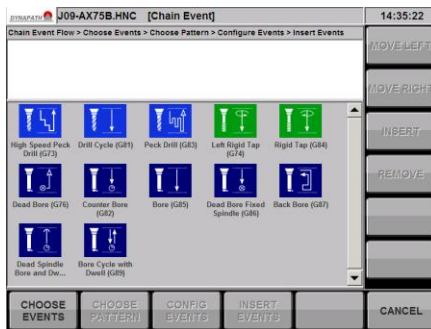 DYNAPATH J09-AX75B.HNC [Chain Event] 14:35:22
Chain Event Flow > Choose Events > Choose Pattern > Configure Events > Insert Events
MOVE LEFT
MOVE RIGHT
INSERT
REMOVE
High Speed Peck
Drill (G73)
Drill Cycle (G81)
Peck Drill (G83)
Left Rigid Tap
(G74)
Rigid Tap (G84)
Dead Bore (G76)
Counter Bore
(G82)
Bore (G85)
Dead Bore Fixed
Spindle (G86)
Back Bore (G87)
Dead Spindle
Bore and Dw...
Bore Cycle with
Dwell (G89)
CHOOSE
EVENTS
CHOOSE
PATTERN
CONFIG
EVENTS
INSERT
EVENTS
CANCEL